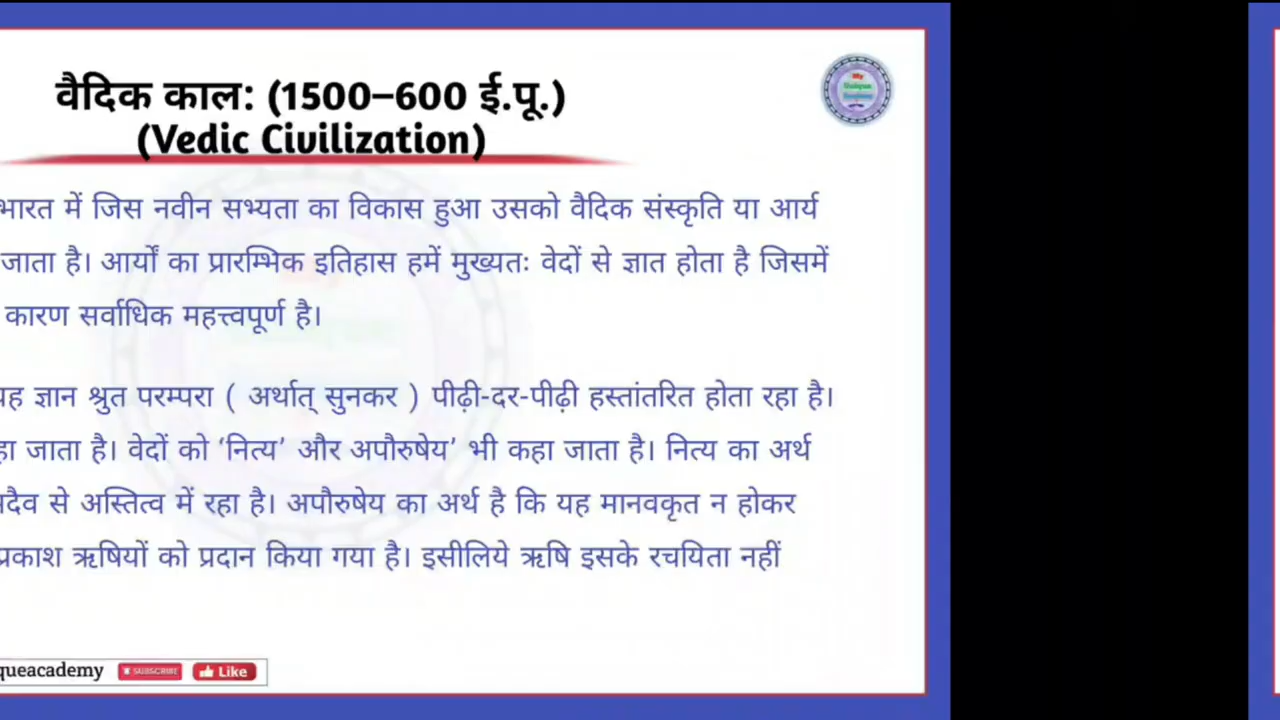 वैदिक काल: (1500–600 ई.पू.)
(Vedic Civilization)
भारत में जिस नवीन सभ्यता का विकास हुआ उसको वैदिक संस्कृति या आर्य
जाता है। आर्यों का प्रारम्भिक इतिहास हमें मुख्यतः वेदों से ज्ञात होता है जिसमें
कारण सर्वाधिक महत्त्वपूर्ण है।
ज्ञान श्रुत परम्परा ( अर्थात् सुनकर ) पीढ़ी-दर-पीढ़ी हस्तांतरित होता रहा है।
जाता है। वेदों को ‘नित्य’ और अपौरुषेय’ भी कहा जाता है। नित्य का अर्थ
से अस्तित्व में रहा है। अपौरुषेय का अर्थ है कि यह मानवकृत न होकर
प्रकाश ऋषियों को प्रदान किया गया है। इसीलिये ऋषि इसके रचयिता नहीं
queacademy SUBSCRIBE Like